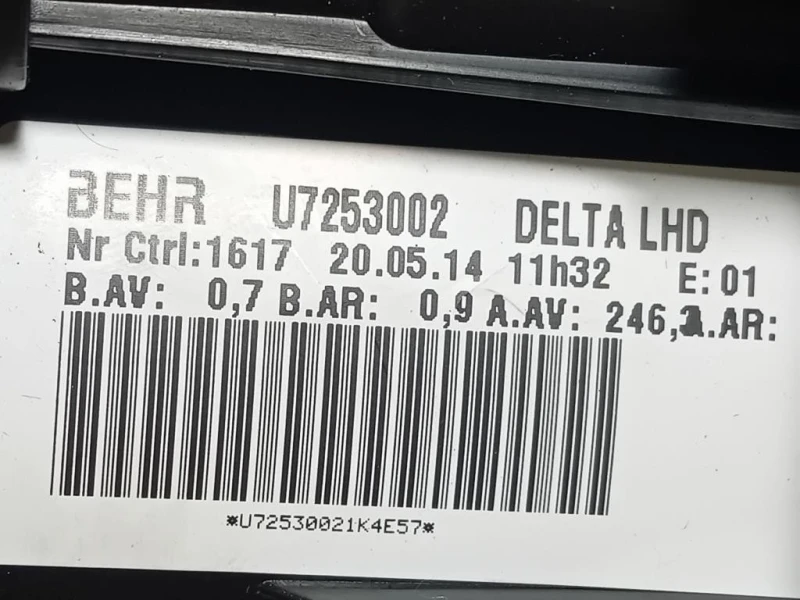 BEHR U7253002 DELTA LHD
Nr Ctrl:1617 20.05.14 11h32 E: 01
B.AV: 0,7 B.AR: 0,9 A.AV: 246, .AR:
*U72530021K4E57*